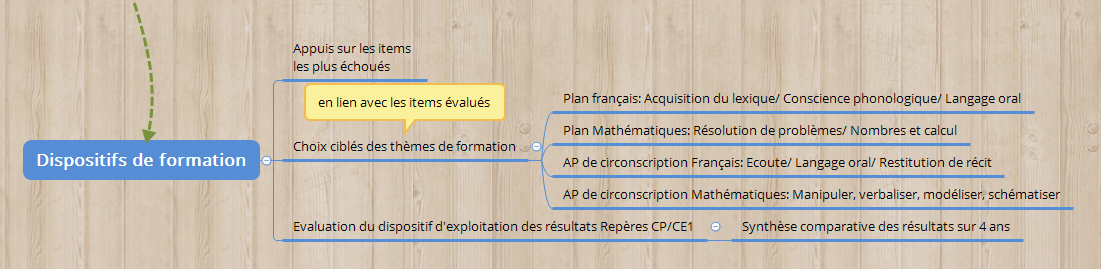 Dispositifs de formation
Appuis sur les items
les plus échoués
en lien avec les items évalués
Choix ciblés des thèmes de formation
Plan français: Acquisition du lexique/ Conscience phonologique/ Langage oral
Plan Mathématiques: Résolution de problèmes/ Nombres et calcul
AP de circonscription Français: Ecoute/ Langage oral/ Restitution de récit
AP de circonscription Mathématiques: Manipuler, verbaliser, modéliser, schématiser
Evaluation du dispositif d'exploitation des résultats Repères CP/CE1
Synthèse comparative des résultats sur 4 ans